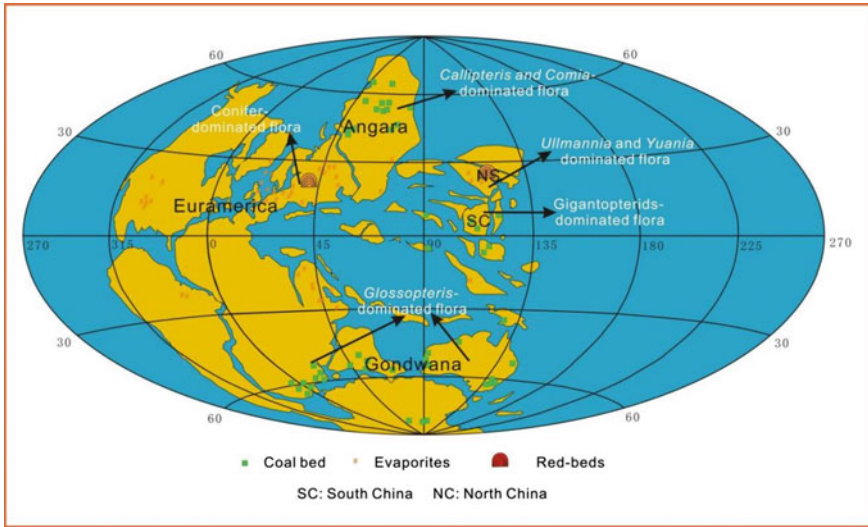 60
60
Callipteris and Comia-
dominated flora
Conifer-
dominated flora
30
Angara
30
Ullmannia and Yuania
dominated flora
NS
Euramerica
SC
Gigantopterids-
dominated flora
270
315
0
45
90
135
180
225
270
Glossopteris-
dominated flora
30
Gondwana
30
60
60
Coal bed
Evaporites
Red-beds
SC: South China
NC: North China